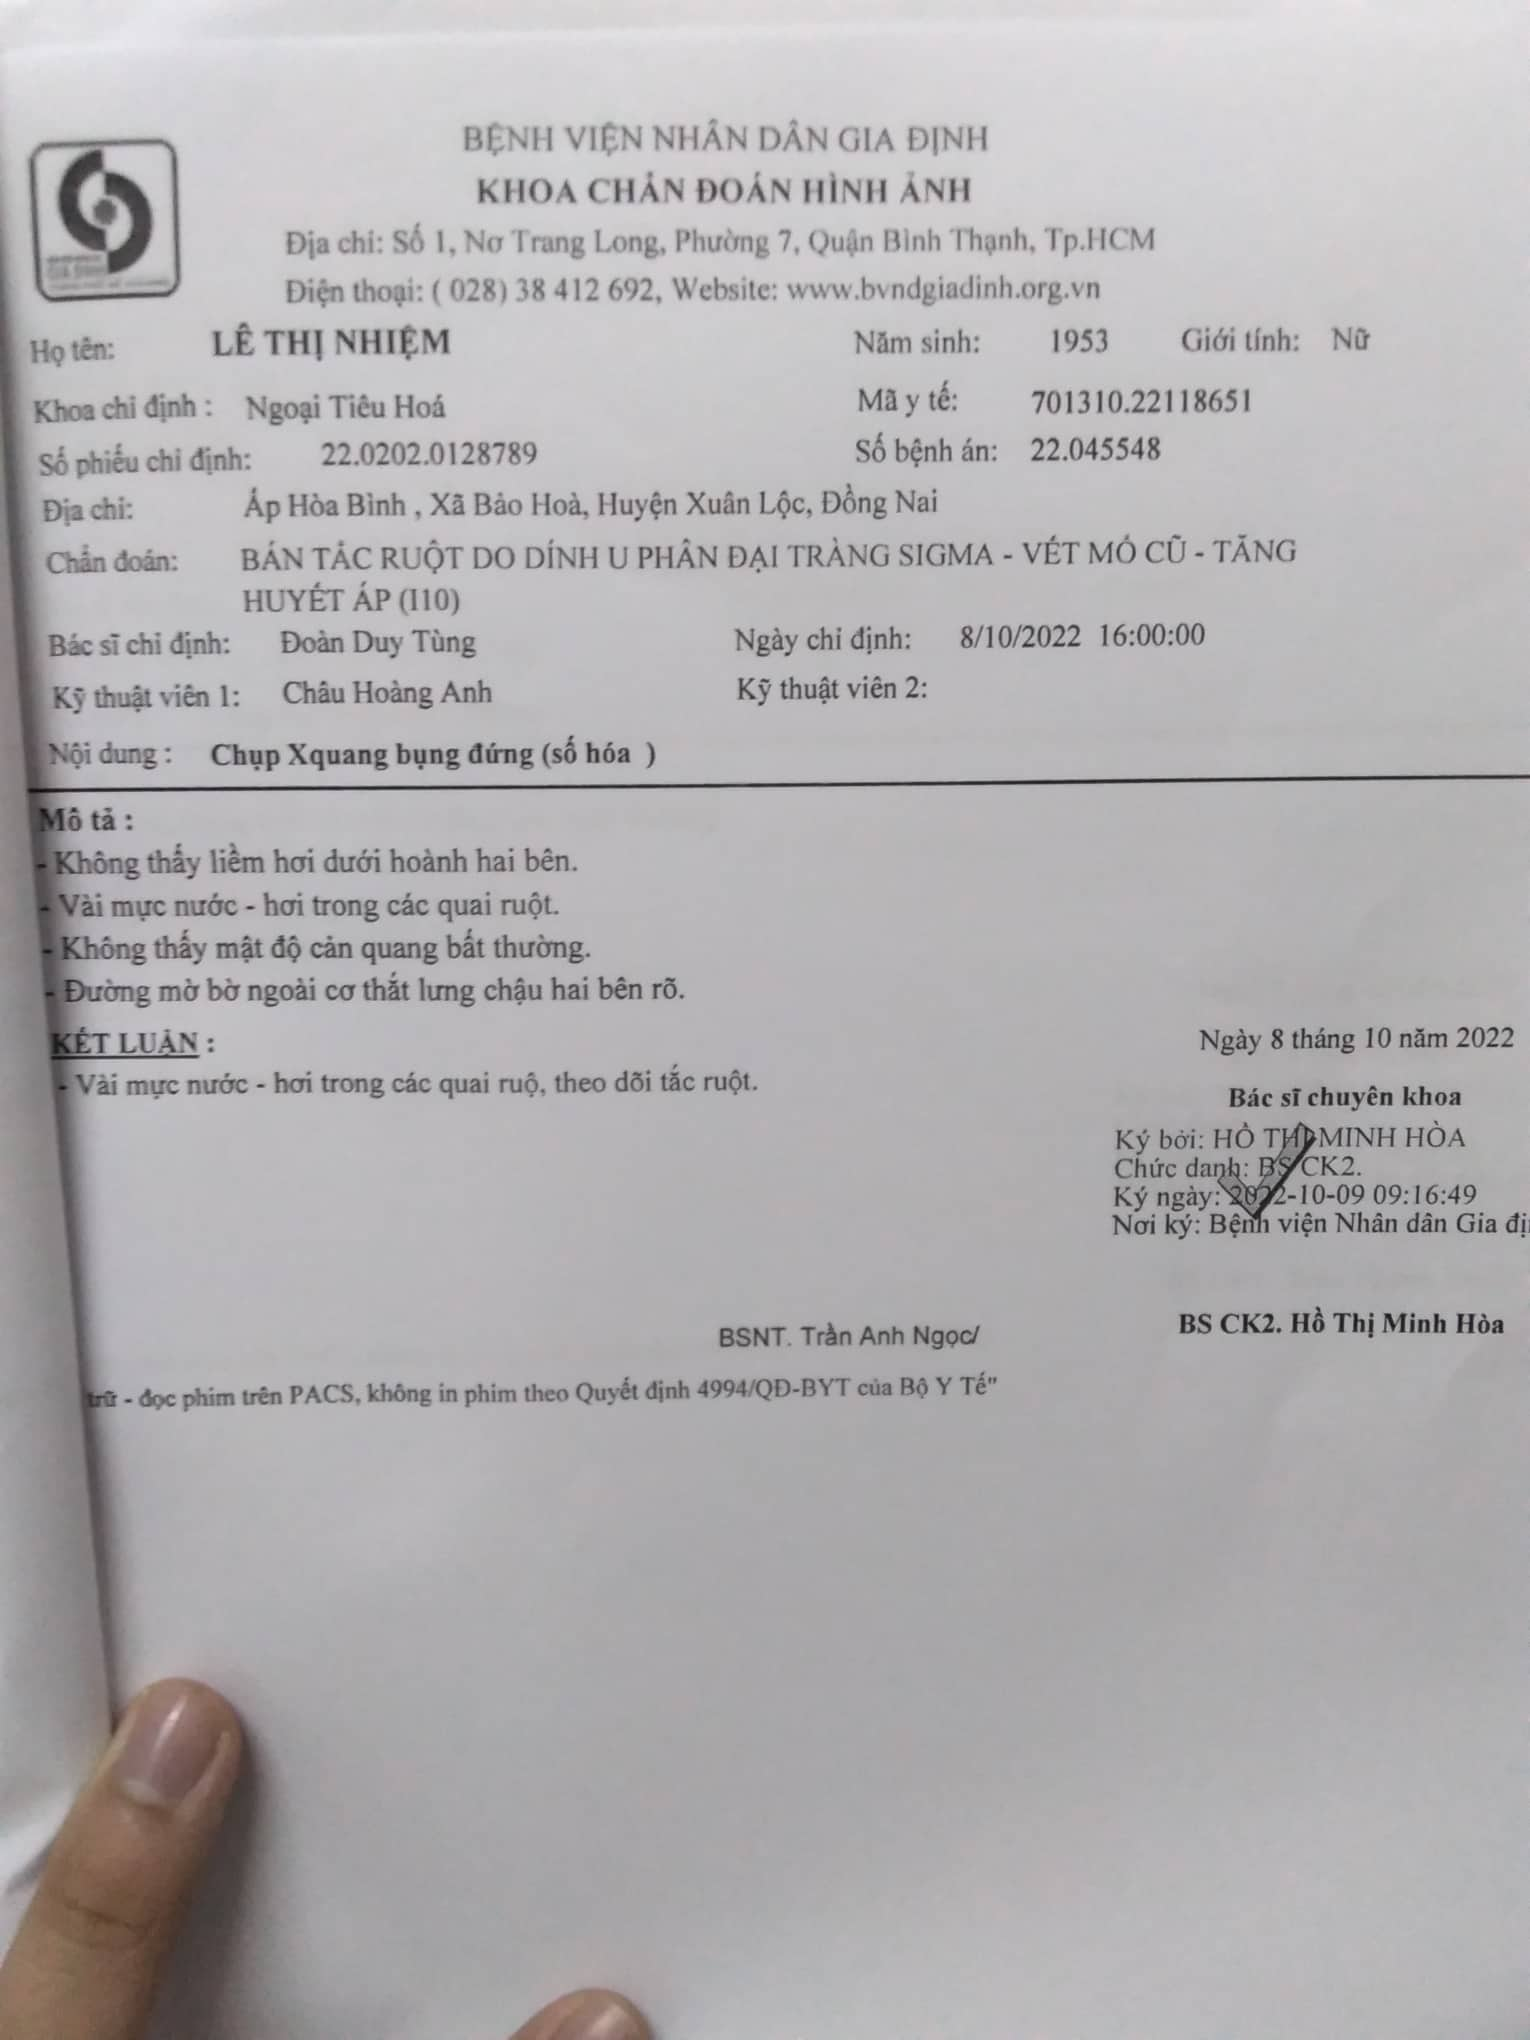 BỆNH VIỆN NHÂN DÂN GIA ĐỊNH
KHOA CHẨN ĐOÁN HÌNH ẢNH
Địa chỉ: Số 1, Nơ Trang Long, Phường 7, Quận Bình Thạnh, Tp.HCM
Điện thoại: ( 028) 38 412 692, Website: www.bvndgiadinh.org.vn
GIA ĐỊNH
Họ tên: LÊ THỊ NHIỆM Năm sinh: 1953 Giới tính: Nữ
Khoa chỉ định : Ngoại Tiêu Hoá Mã y tế: 701310.22118651
Số phiếu chỉ định: 22.0202.0128789 Số bệnh án: 22.045548
Địa chỉ: Ấp Hòa Bình , Xã Bảo Hoà, Huyện Xuân Lộc, Đồng Nai
Chẩn đoán: BÁN TẮC RUỘT DO DÍNH U PHÂN ĐẠI TRÀNG SIGMA - VẾT MỔ CŨ - TĂNG
HUYẾT ÁP (I10)
Bác sĩ chỉ định: Đoàn Duy Tùng Ngày chỉ định: 8/10/2022 16:00:00
Kỹ thuật viên 1: Châu Hoàng Anh Kỹ thuật viên 2:
Nội dung : Chụp Xquang bụng đứng (số hóa )
Mô tả :
- Không thấy liềm hơi dưới hoành hai bên.
- Vài mực nước - hơi trong các quai ruột.
- Không thấy mật độ cản quang bất thường.
- Đường mờ bờ ngoài cơ thắt lưng chậu hai bên rõ.
KẾT LUẬN :
- Vài mực nước - hơi trong các quai ruộ, theo dõi tắc ruột.
Ngày 8 tháng 10 năm 2022
Bác sĩ chuyên khoa
Ký bởi: HỒ THỊ MINH HÒA
Chức danh: BS CK2.
Ký ngày: 2022-10-09 09:16:49
Nơi ký: Bệnh viện Nhân dân Gia
BSNT. Trần Anh Ngọc/
BS CK2. Hồ Thị Minh Hòa
trữ - đọc phim trên PACS, không in phim theo Quyết định 4994/QĐ-BYT của Bộ Y Tế"